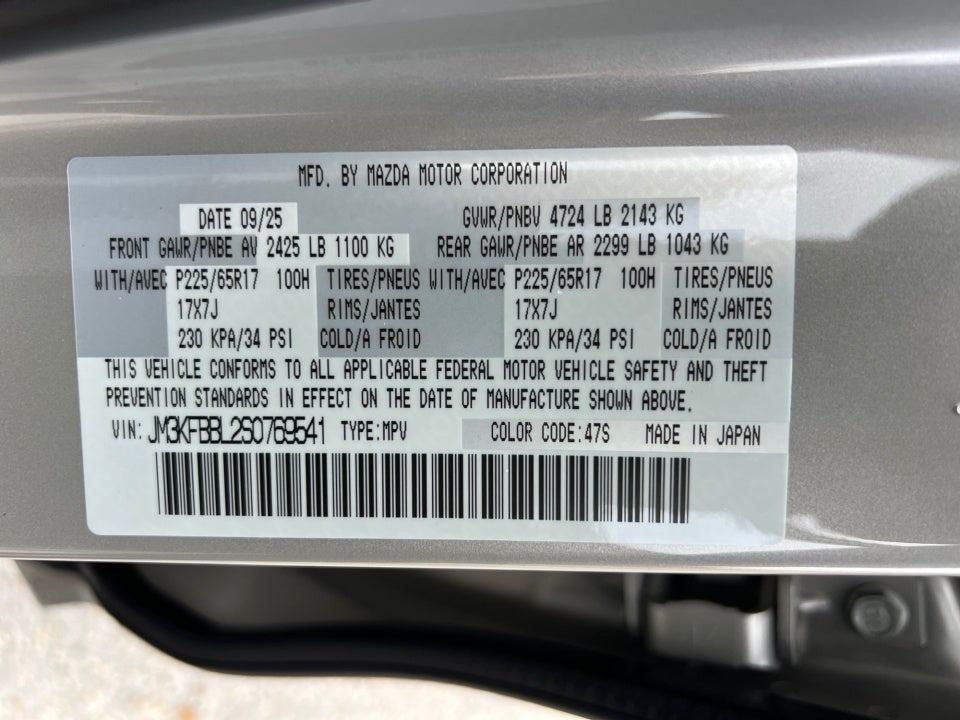 MFD. BY MAZDA MOTOR CORPORATION
DATE 09/25 GVWR/PNBV 4724 LB 2143 KG
FRONT GAWR/PNBE AV 2425 LB 1100 KG REAR GAWR/PNBE AR 2299 LB 1043 KG
WITH/AVEC P225/65R17 100H TIRES/PNEUS WITH/AVEC P225/65R17 100H TIRES/PNEUS
17X7J RIMS/JANTES 17X7J RIMS/JANTES
230 KPA/34 PSI COLD/A FROID 230 KPA/34 PSI COLD/A FROID
THIS VEHICLE CONFORMS TO ALL APPLICABLE FEDERAL MOTOR VEHICLE SAFETY AND THEFT
PREVENTION STANDARDS IN EFFECT ON THE DATE OF MANUFACTURE SHOWN ABOVE.
VIN: JM3KFBBL2S0769541 TYPE:MPV COLOR CODE:47S MADE IN JAPAN